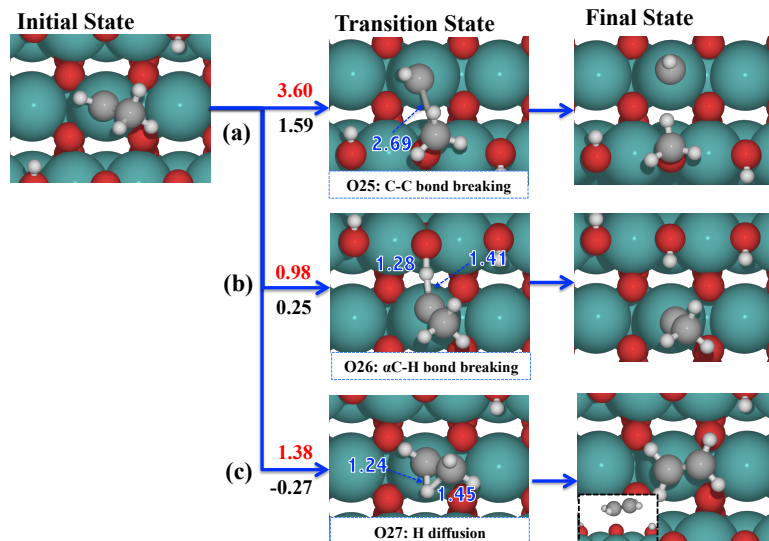 Initial State
Transition State
Final State
3.60
(a)
1.59
2.69
O25: C-C bond breaking
0.98
(b)
0.25
1.28
1.41
O26: αC-H bond breaking
1.38
(c)
-0.27
1.24
1.45
O27: H diffusion